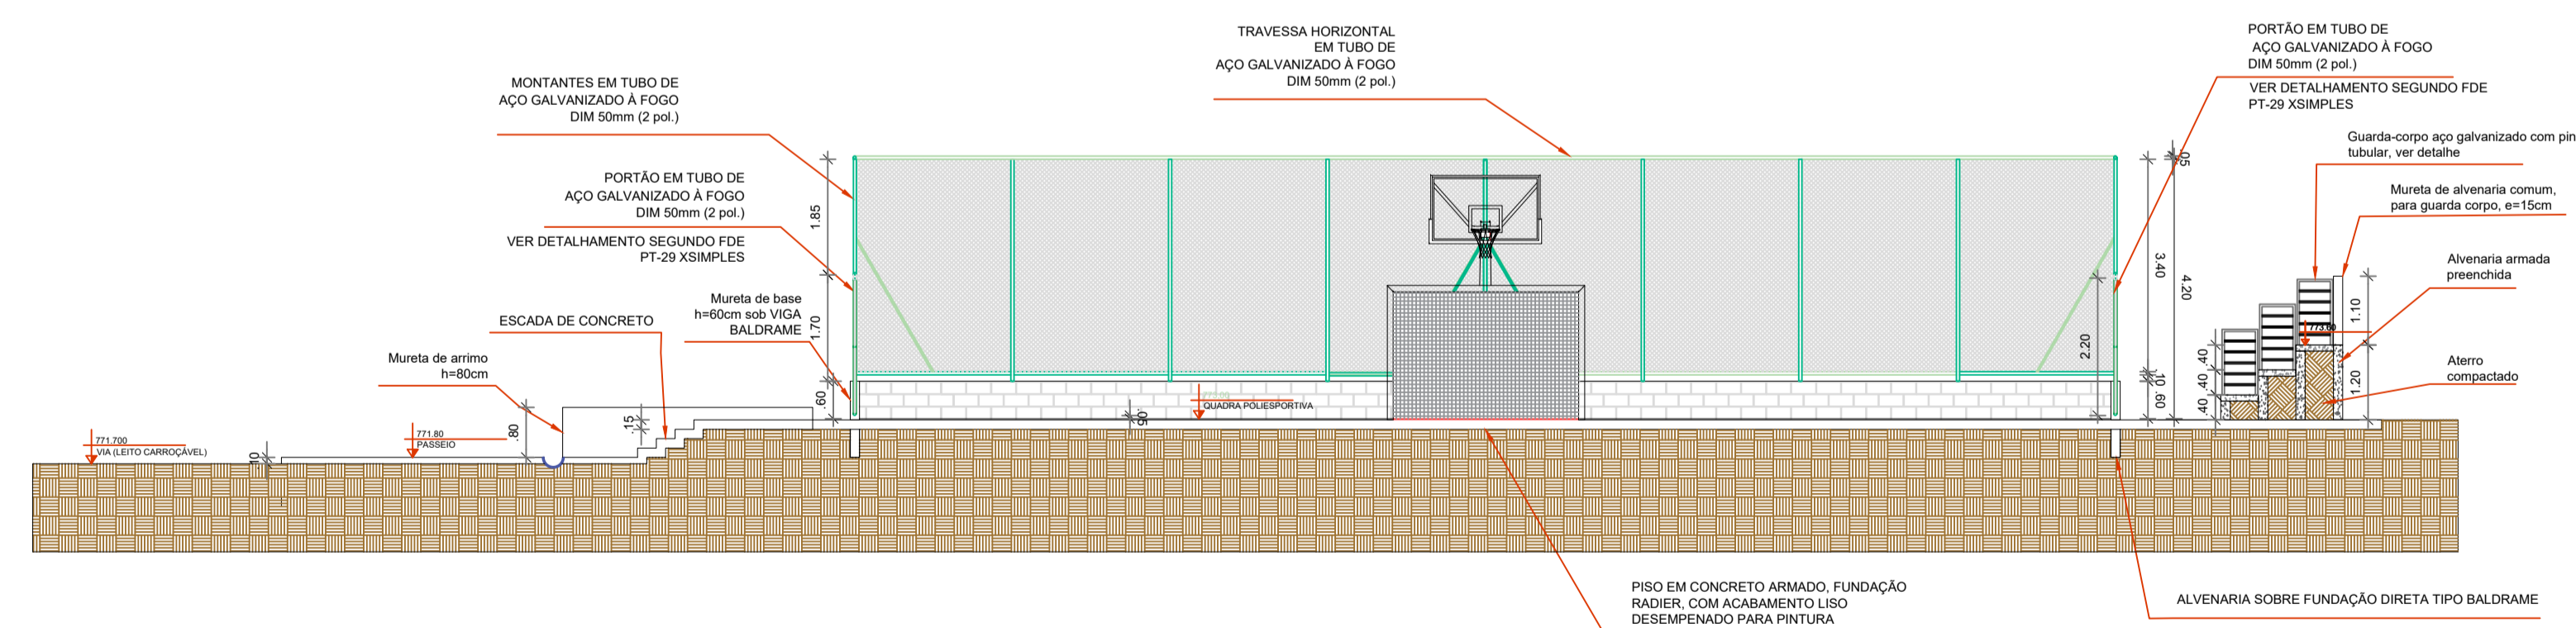 TRAVESSA HORIZONTAL
EM TUBO DE
AÇO GALVANIZADO À FOGO
DIM 50mm (2 pol.)
PORTÃO EM TUBO DE
AÇO GALVANIZADO À FOGO
DIM 50mm (2 pol.)
VER DETALHAMENTO SEGUNDO FDE
PT-29 XSIMPLES
MONTANTES EM TUBO DE
AÇO GALVANIZADO À FOGO
DIM 50mm (2 pol.)
Guarda-corpo aço galvanizado com pin
tubular, ver detalhe
PORTÃO EM TUBO DE
AÇO GALVANIZADO À FOGO
DIM 50mm (2 pol.)
VER DETALHAMENTO SEGUNDO FDE
PT-29 XSIMPLES
Mureta de alvenaria comum,
para guarda corpo, e=15cm
Alvenaria armada
preenchida
Mureta de base
h=60cm sob VIGA
BALDRAME
ESCADA DE CONCRETO
Mureta de arrimo
h=80cm
Aterro
compactado
1.85
1.70
.60
.05
3.40
4.20
2.20
.10
.60
.05
1.10
1.20
.40
.40
.40
773.60
QUADRA POLIESPORTIVA
.80
.15
771.700
VIA (LEITO CARROÇÁVEL)
771.80
PASSEIO
.10
PISO EM CONCRETO ARMADO, FUNDAÇÃO
RADIER, COM ACABAMENTO LISO
DESEMPENADO PARA PINTURA
ALVENARIA SOBRE FUNDAÇÃO DIRETA TIPO BALDRAME